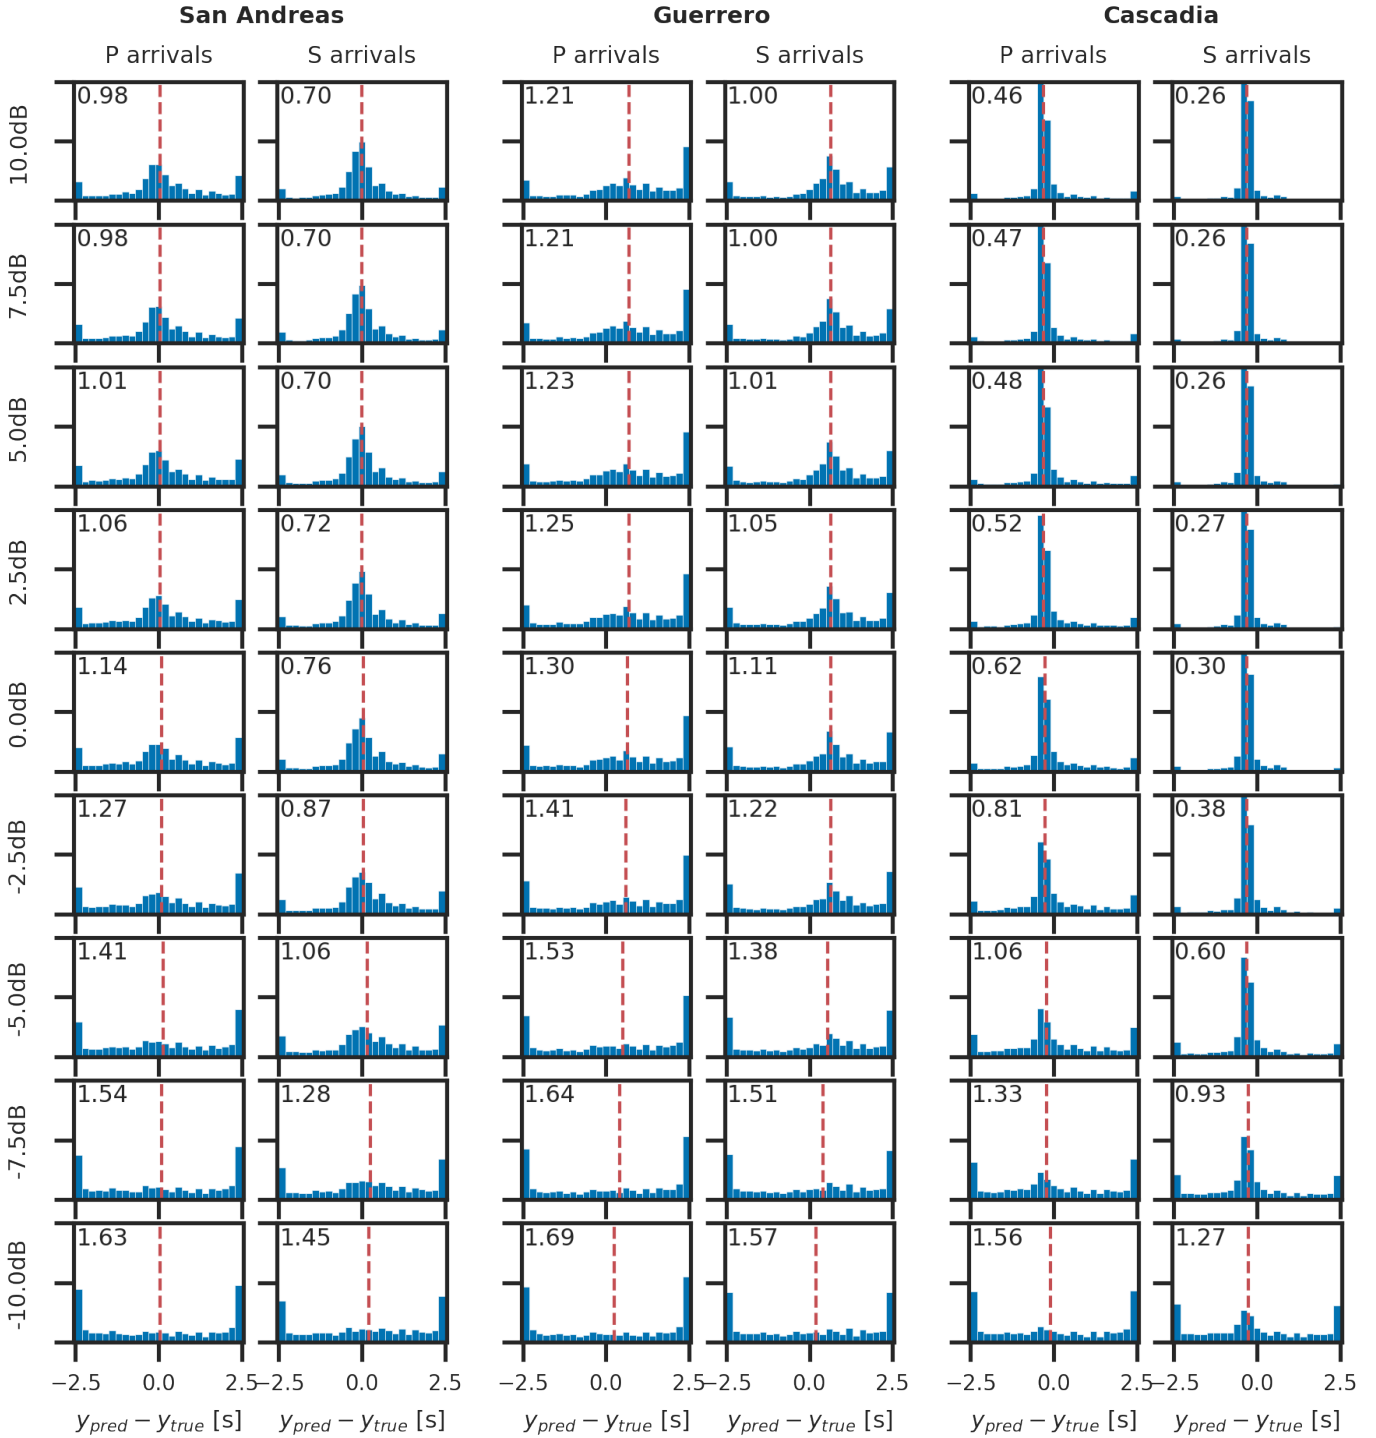 San Andreas Guerrero Cascadia
P arrivals S arrivals P arrivals S arrivals P arrivals S arrivals
10.0dB 0.98 0.70 1.21 1.00 0.46 0.26
7.5dB 0.98 0.70 1.21 1.00 0.47 0.26
5.0dB 1.01 0.70 1.23 1.01 0.48 0.26
2.5dB 1.06 0.72 1.25 1.05 0.52 0.27
0.0dB 1.14 0.76 1.30 1.11 0.62 0.30
-2.5dB 1.27 0.87 1.41 1.22 0.81 0.38
-5.0dB 1.41 1.06 1.53 1.38 1.06 0.60
-7.5dB 1.54 1.28 1.64 1.51 1.33 0.93
-10.0dB 1.63 1.45 1.69 1.57 1.56 1.27
−2.5 0.0 2.5 −2.5 0.0 2.5 −2.5 0.0 2.5 −2.5 0.0 2.5 −2.5 0.0 2.5 −2.5 0.0 2.5
y_pred − y_true [s] y_pred − y_true [s] y_pred − y_true [s] y_pred − y_true [s] y_pred − y_true [s] y_pred − y_true [s]